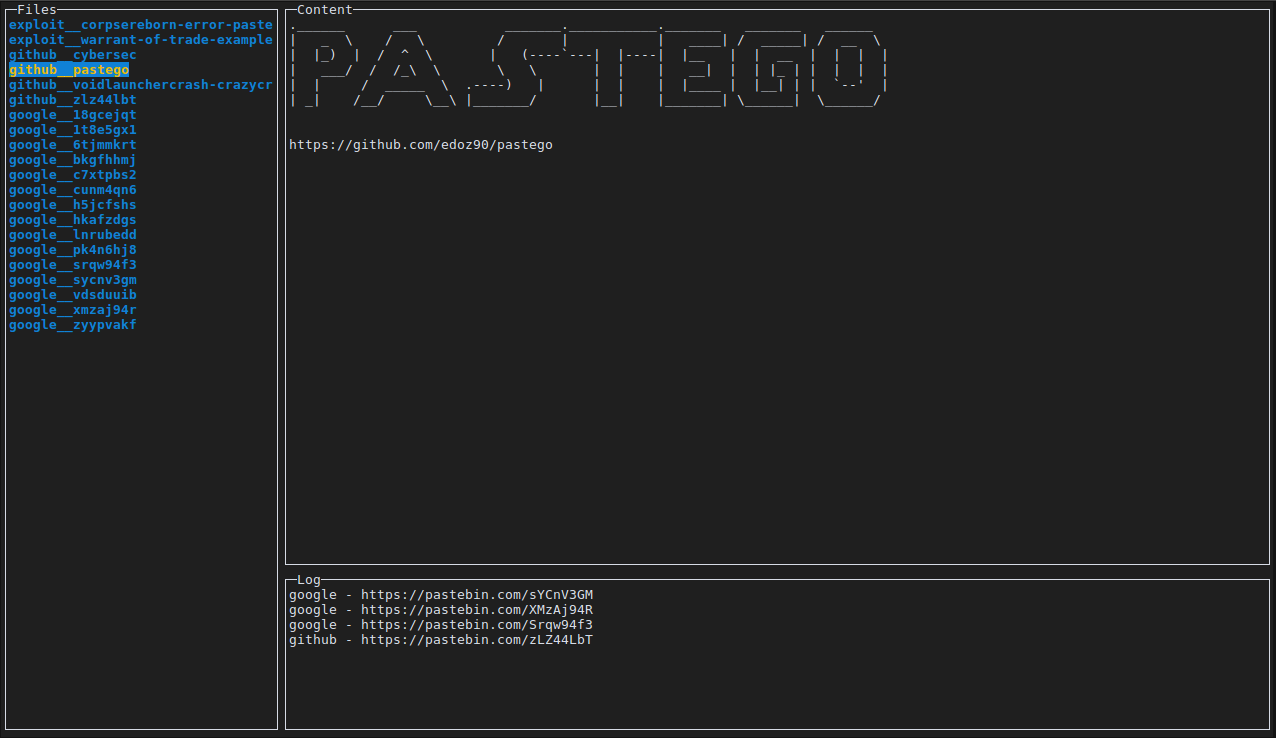 Files
exploit__corpsereborn-error-paste
exploit__warrant-of-trade-example
github__cybersec
github__pastego
github__voidlaunchercrash-crazycr
github__zlz44lbt
google__18gcejqt
google__1t8e5gx1
google__6tjmmkrt
google__bkgfhhmj
google__c7xtpbs2
google__cunm4qn6
google__h5jcfshs
google__hkafzdgs
google__lnrubedd
google__pk4n6hj8
google__srqw94f3
google__sycnv3gm
google__vdsduuib
google__xmzaj94r
google__zyypvakf
Content
PASTEGO
https://github.com/edoz90/pastego
Log
google - https://pastebin.com/sYCnV3GM
google - https://pastebin.com/XMzAj94R
google - https://pastebin.com/Srqw94f3
github - https://pastebin.com/zLZ44LbT